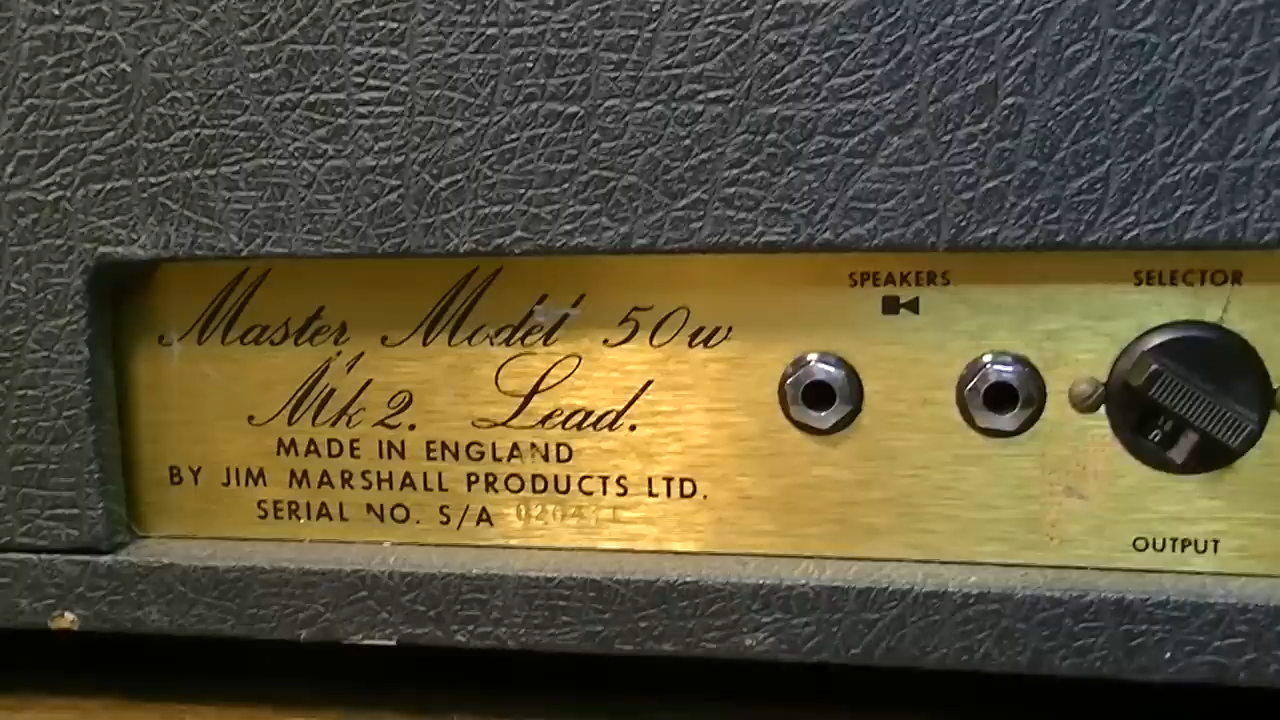 Master Model 50w
Mk 2. Lead.
MADE IN ENGLAND
BY JIM MARSHALL PRODUCTS LTD.
SERIAL NO. S/A
SPEAKERS
SELECTOR
OUTPUT